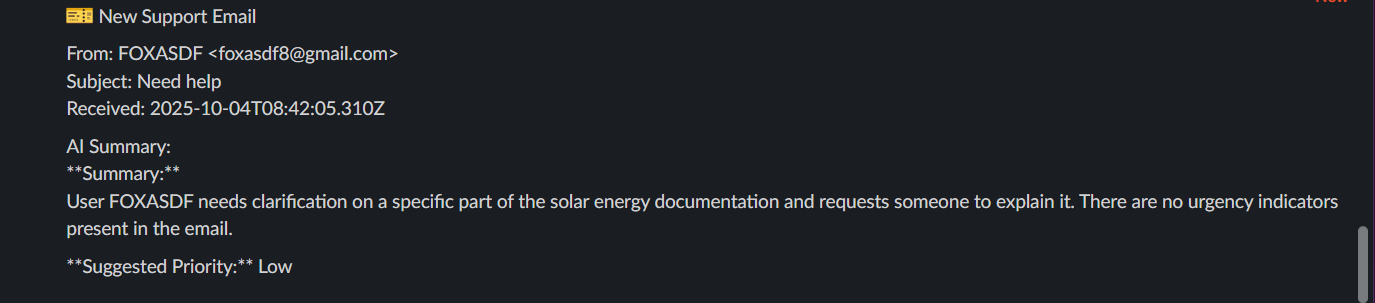 🎫 New Support Email
From: FOXASDF <foxasdf8@gmail.com>
Subject: Need help
Received: 2025-10-04T08:42:05.310Z
AI Summary:
**Summary:**
User FOXASDF needs clarification on a specific part of the solar energy documentation and requests someone to explain it. There are no urgency indicators
present in the email.
**Suggested Priority:** Low